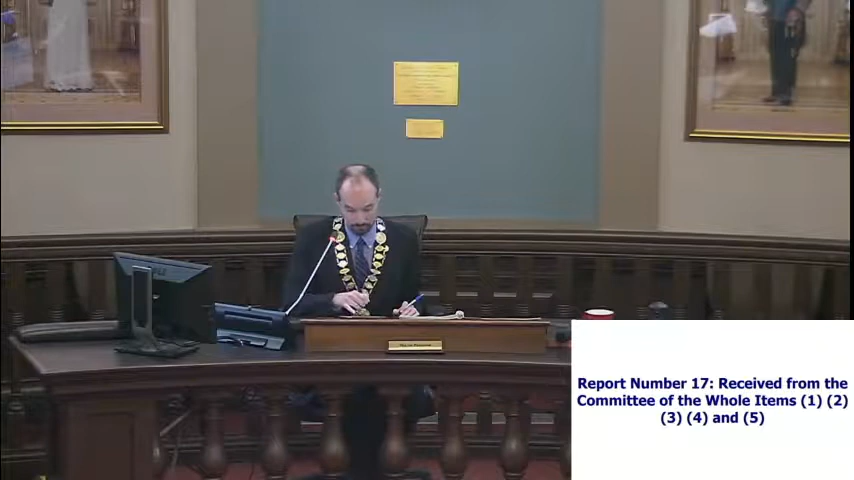 Report Number 17: Received from the
Committee of the Whole Items (1) (2)
(3) (4) and (5)